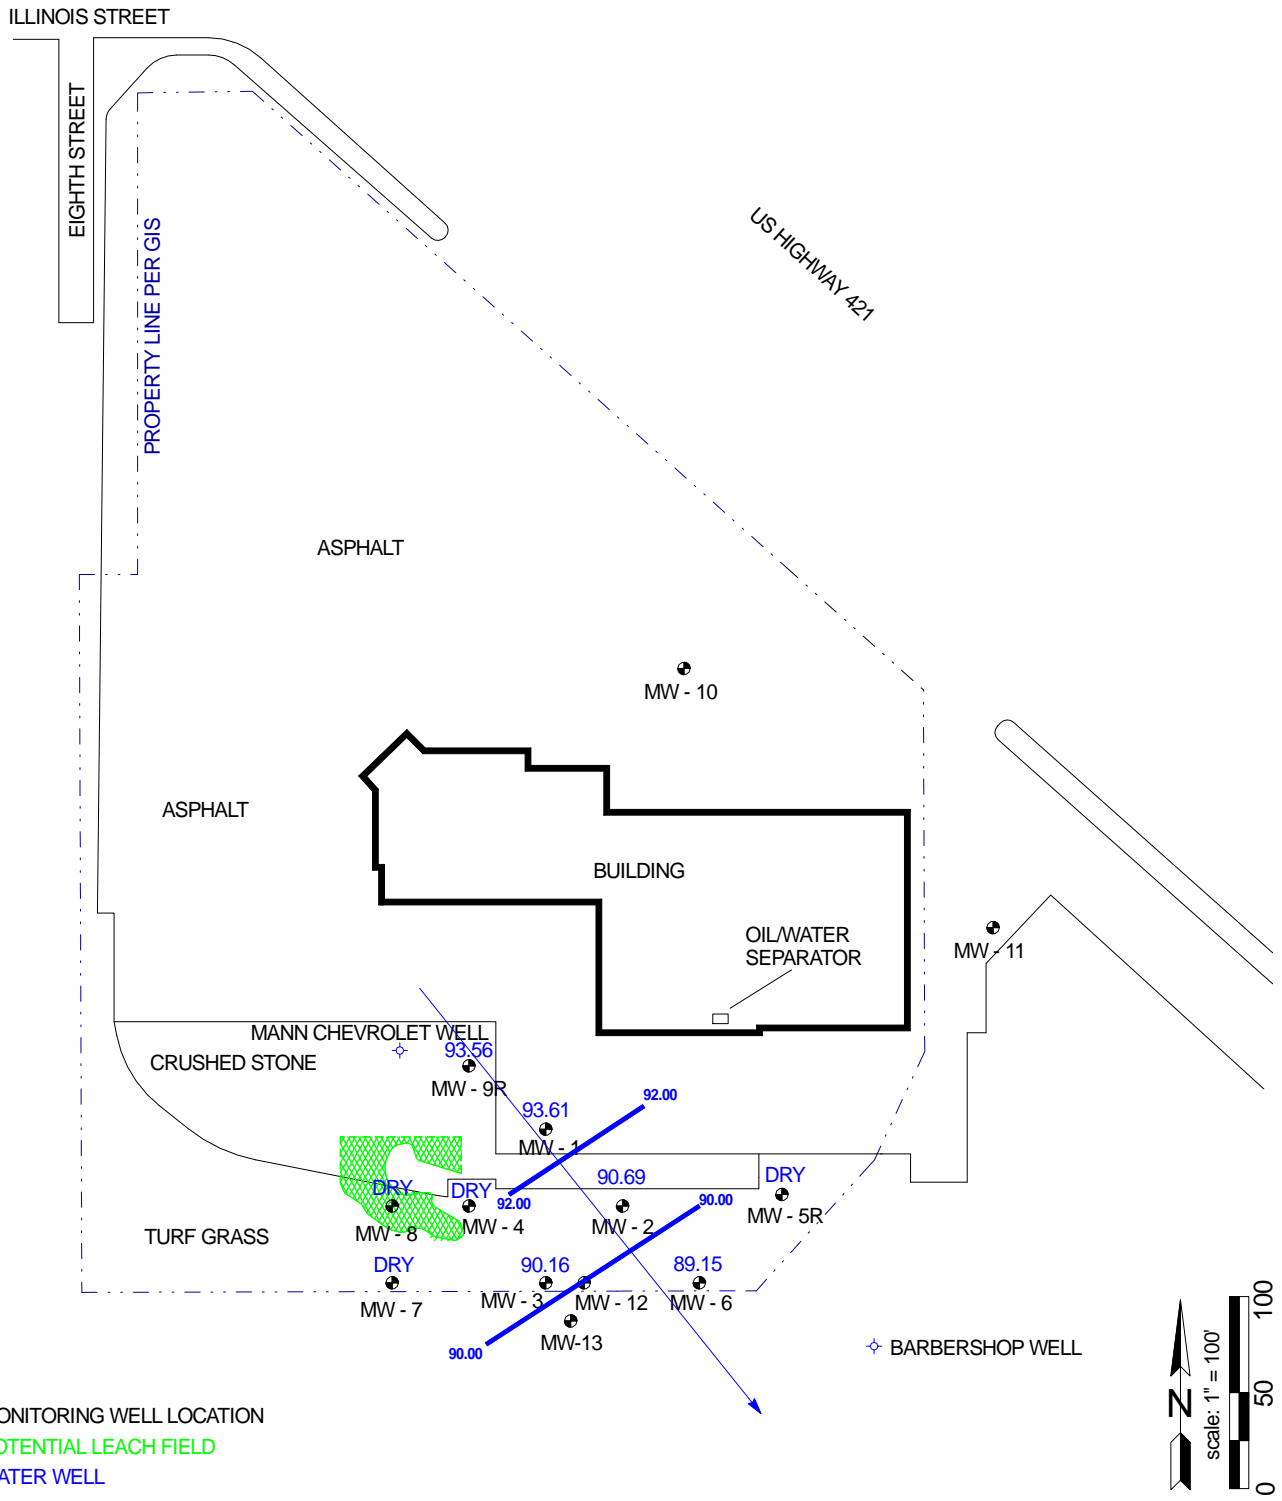 ILLINOIS STREET
EIGHTH STREET
PROPERTY LINE PER GIS
US HIGHWAY 421
ASPHALT
MW - 10
ASPHALT
BUILDING
OIL/WATER
SEPARATOR
MW - 11
MANN CHEVROLET WELL
93.56
CRUSHED STONE
MW - 9R
92.00
93.61
MW - 1
90.69
DRY
DRY
DRY
92.00
90.00
MW - 8
MW - 4
MW - 2
MW - 5R
TURF GRASS
DRY
90.16
89.15
MW - 7
MW - 3
MW - 12
MW - 6
MW-13
90.00
BARBERSHOP WELL
N
scale: 1" = 100'
0
50
100
ONITORING WELL LOCATION
OTENTIAL LEACH FIELD
ATER WELL